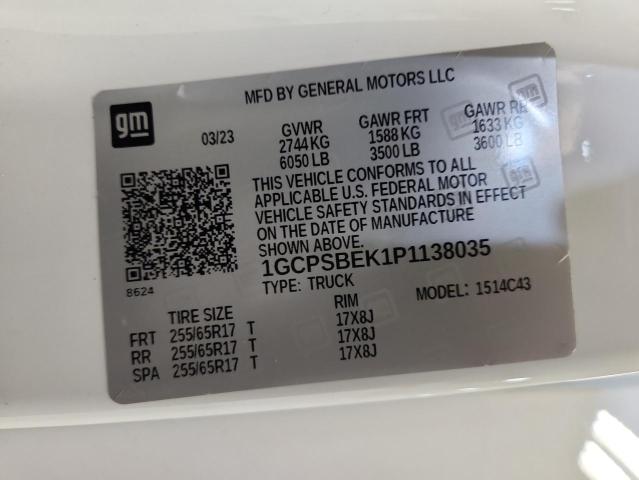 MFD BY GENERAL MOTORS LLC
gm
03/23
GVWR GAWR FRT GAWR RR
2744 KG 1588 KG 1633 KG
6050 LB 3500 LB 3600 LB
THIS VEHICLE CONFORMS TO ALL
APPLICABLE U.S. FEDERAL MOTOR
VEHICLE SAFETY STANDARDS IN EFFECT
ON THE DATE OF MANUFACTURE
SHOWN ABOVE.
1GCPSBEK1P1138035
TYPE: TRUCK MODEL: 1514C43
8624
TIRE SIZE RIM
FRT 255/65R17 T 17X8J
RR 255/65R17 T 17X8J
SPA 255/65R17 T 17X8J